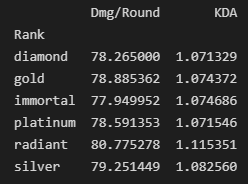 Dmg/Round KDA
Rank
diamond 78.265000 1.071329
gold 78.885362 1.074372
immortal 77.949952 1.074686
platinum 78.591353 1.071546
radiant 80.775278 1.115351
silver 79.251449 1.082560